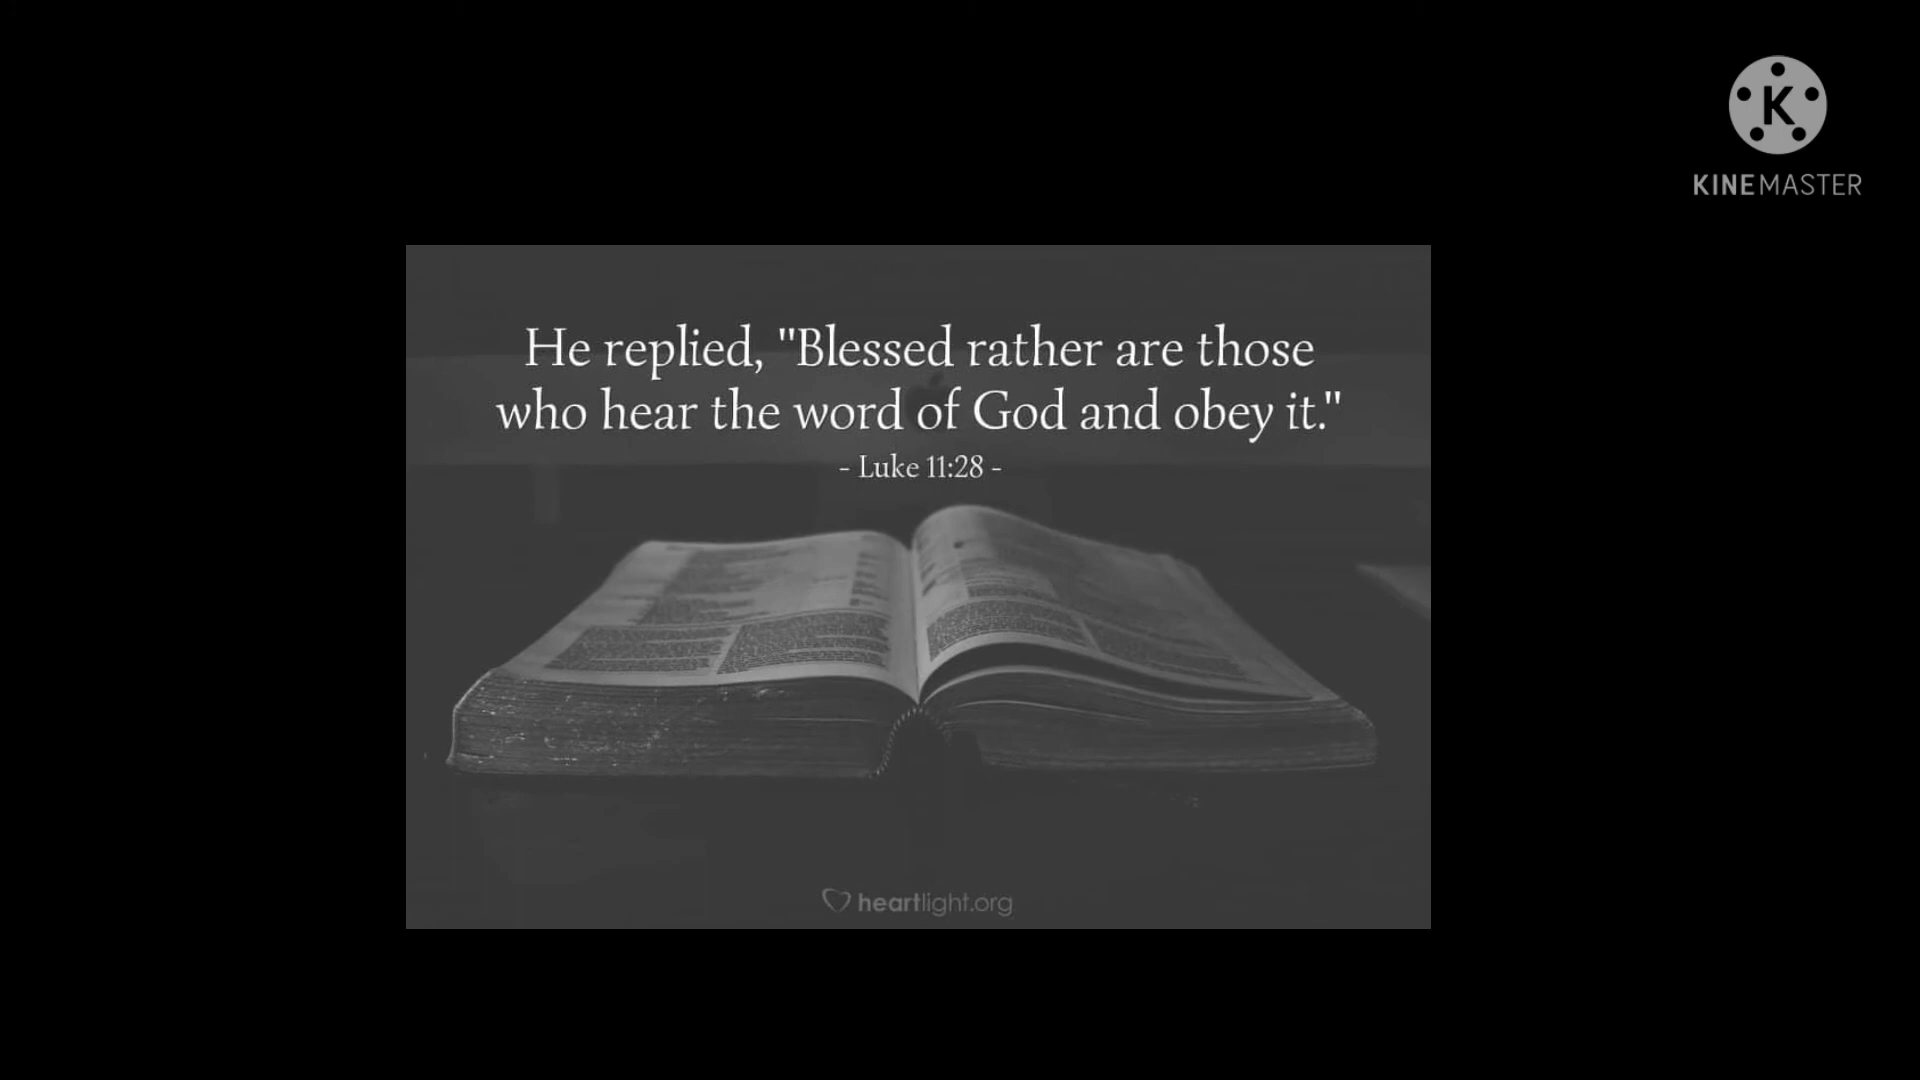 K
KINEMASTER
He replied, "Blessed rather are those
who hear the word of God and obey it."
- Luke 11:28 -
heartlight.org